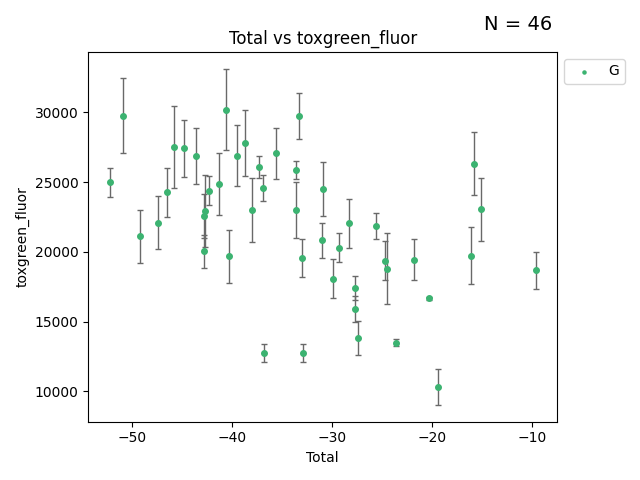 N = 46
Total vs toxgreen_fluor
G
30000
25000
20000
15000
10000
toxgreen_fluor
−50 −40 −30 −20 −10
Total